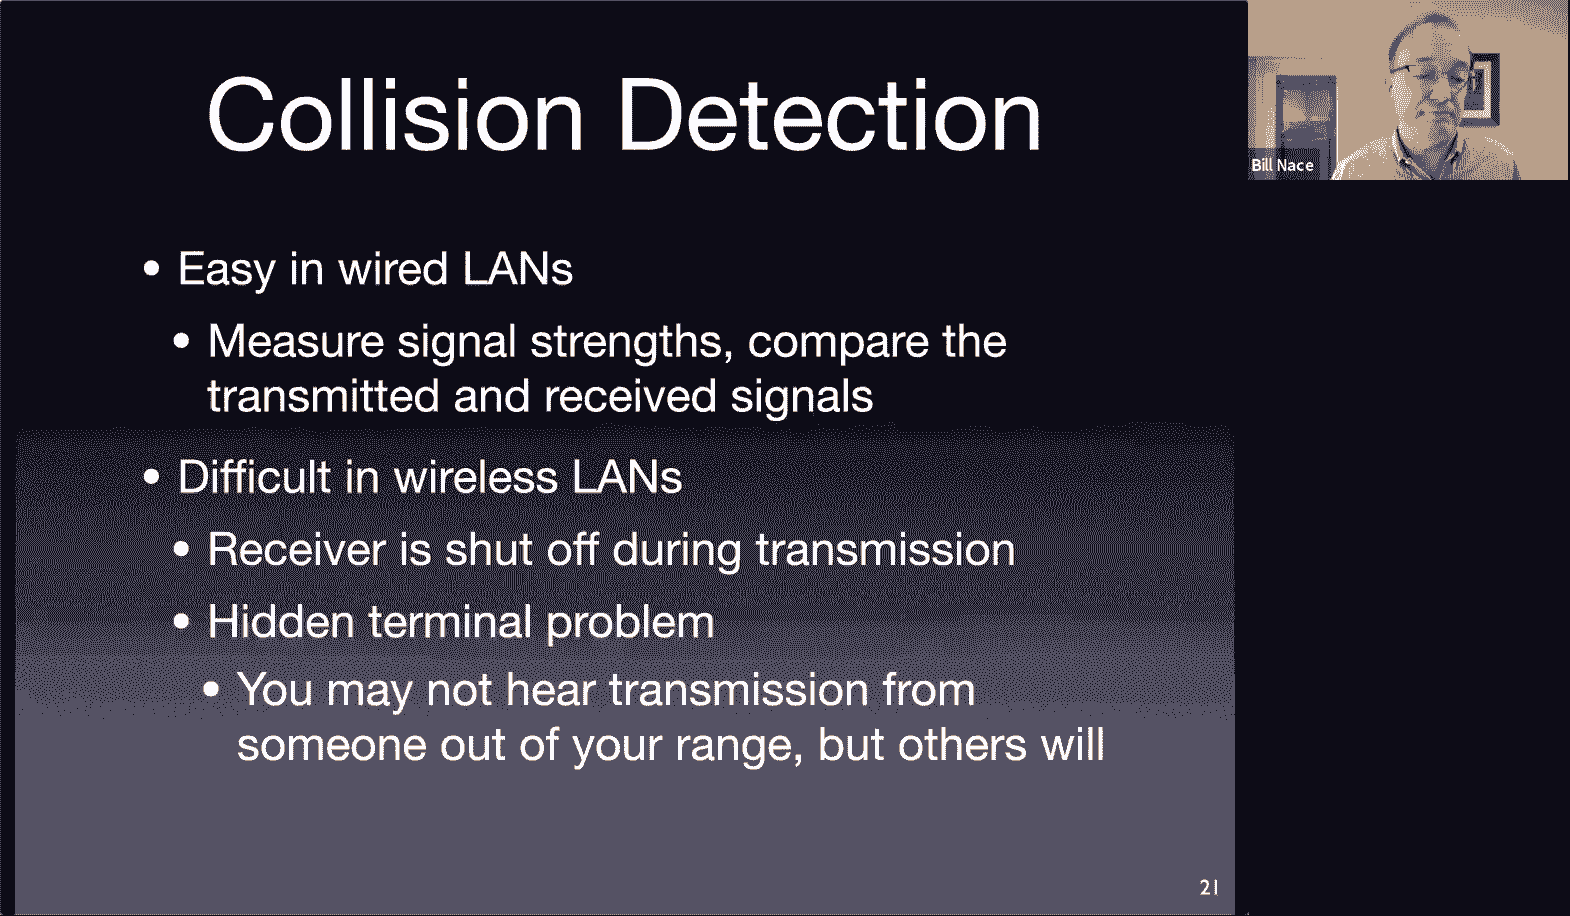 Collision Detection
Bill Nace
• Easy in wired LANs
• Measure signal strengths, compare the
transmitted and received signals
• Difficult in wireless LANs
• Receiver is shut off during transmission
• Hidden terminal problem
• You may not hear transmission from
someone out of your range, but others will
21